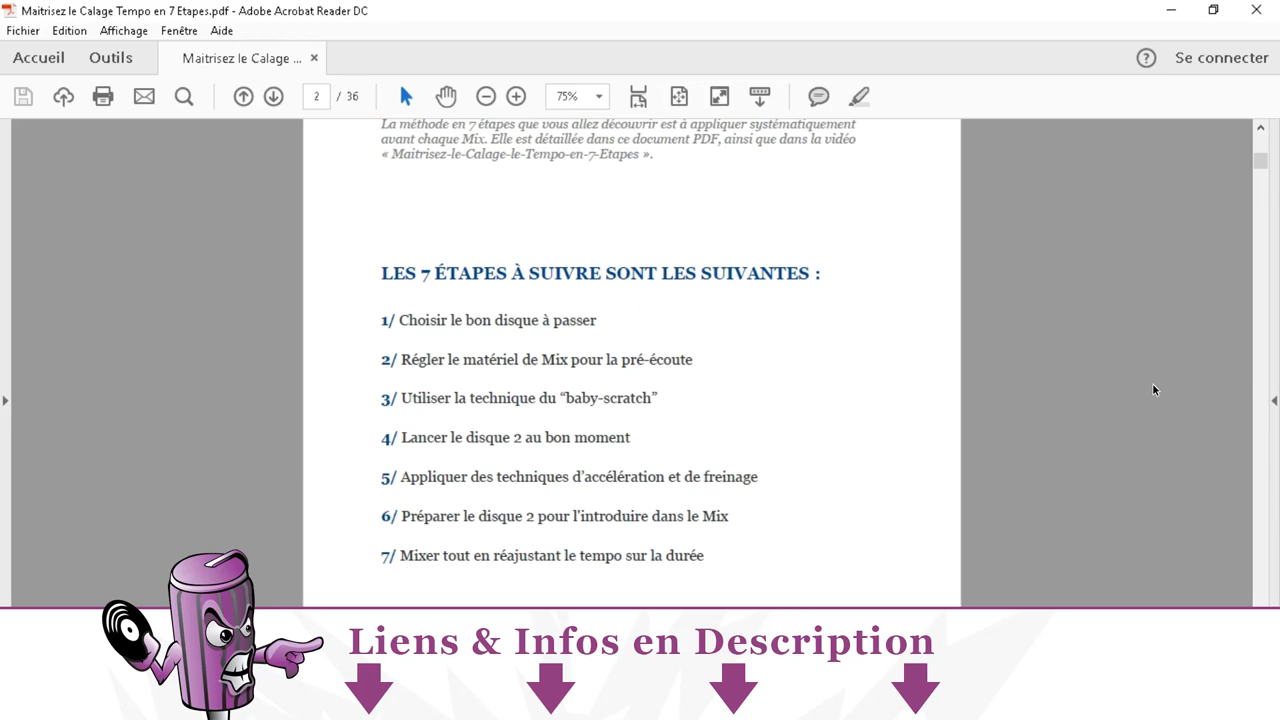 Maitrisez le Calage Tempo en 7 Etapes.pdf - Adobe Acrobat Reader DC
Fichier Edition Affichage Fenêtre Aide
Accueil Outils Maitrisez le Calage ... Se connecter
2 / 36 75%
La méthode en 7 étapes que vous allez découvrir est à appliquer systématiquement
avant chaque Mix. Elle est détaillée dans ce document PDF, ainsi que dans la vidéo
« Maitrisez-le-Calage-le-Tempo-en-7-Etapes ».
LES 7 ÉTAPES À SUIVRE SONT LES SUIVANTES :
1/ Choisir le bon disque à passer
2/ Régler le matériel de Mix pour la pré-écoute
3/ Utiliser la technique du “baby-scratch”
4/ Lancer le disque 2 au bon moment
5/ Appliquer des techniques d’accélération et de freinage
6/ Préparer le disque 2 pour l'introduire dans le Mix
7/ Mixer tout en réajustant le tempo sur la durée
Liens & Infos en Description